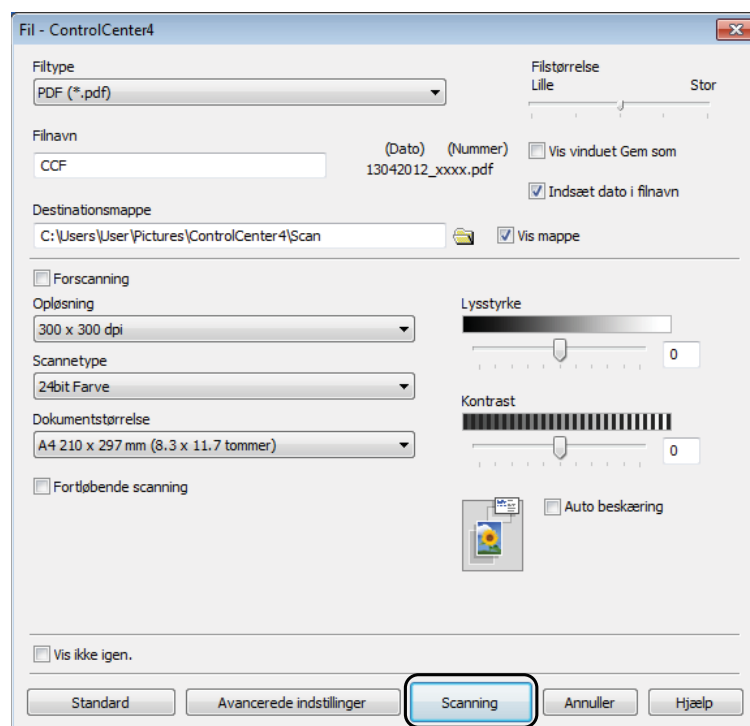 Fil - ControlCenter4
Filtype
PDF (*.pdf)
Filstørrelse
Lille Stor
Filnavn
CCF
(Dato) (Nummer)
13042012_xxxx.pdf
Vis vinduet Gem som
Indsæt dato i filnavn
Destinationsmappe
C:\Users\User\Pictures\ControlCenter4\Scan
Vis mappe
Forscanning
Opløsning
300 x 300 dpi
Scannetype
24bit Farve
Dokumentstørrelse
A4 210 x 297 mm (8.3 x 11.7 tommer)
Fortløbende scanning
Lysstyrke
0
Kontrast
0
Auto beskæring
Vis ikke igen.
Standard Avancerede indstillinger Scanning Annuller Hjælp